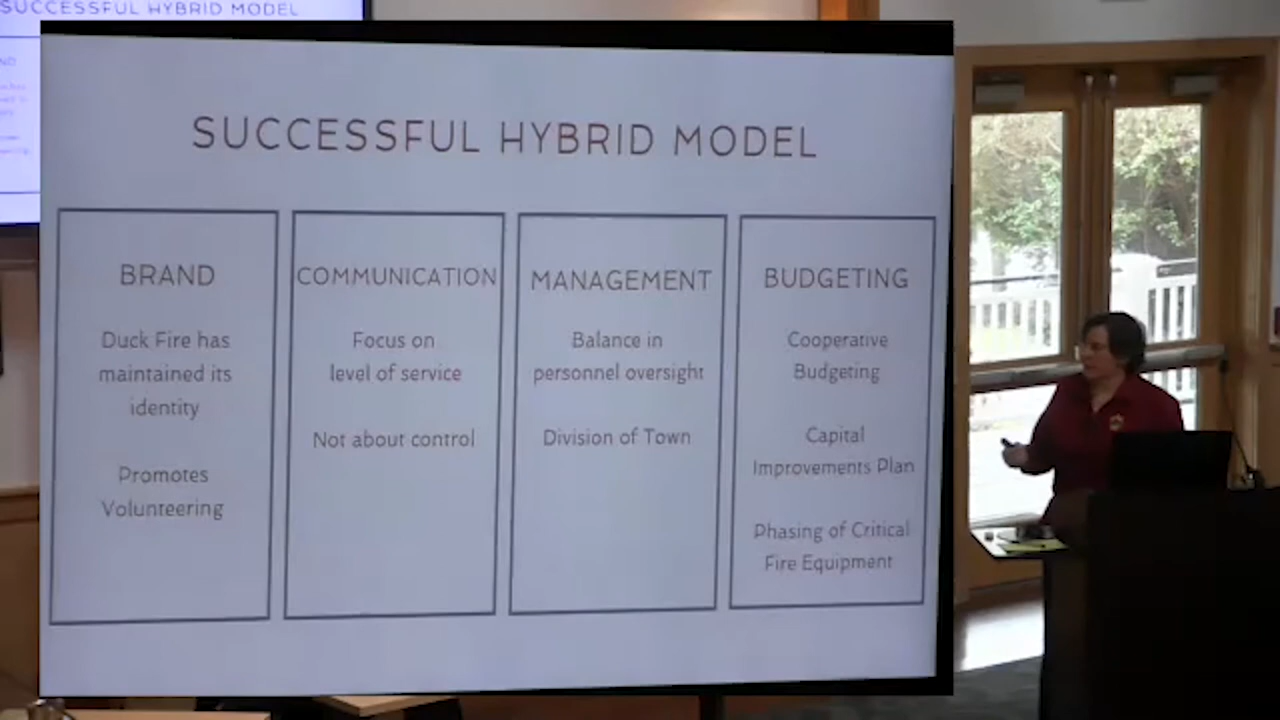 SUCCESSFUL HYBRID MODEL
SUCCESSFUL HYBRID MODEL
BRAND
Duck Fire has
maintained its
identity
Promotes
Volunteering
COMMUNICATION
Focus on
level of service
Not about control
MANAGEMENT
Balance in
personnel oversight
Division of Town
BUDGETING
Cooperative
Budgeting
Capital
Improvements Plan
Phasing of Critical
Fire Equipment